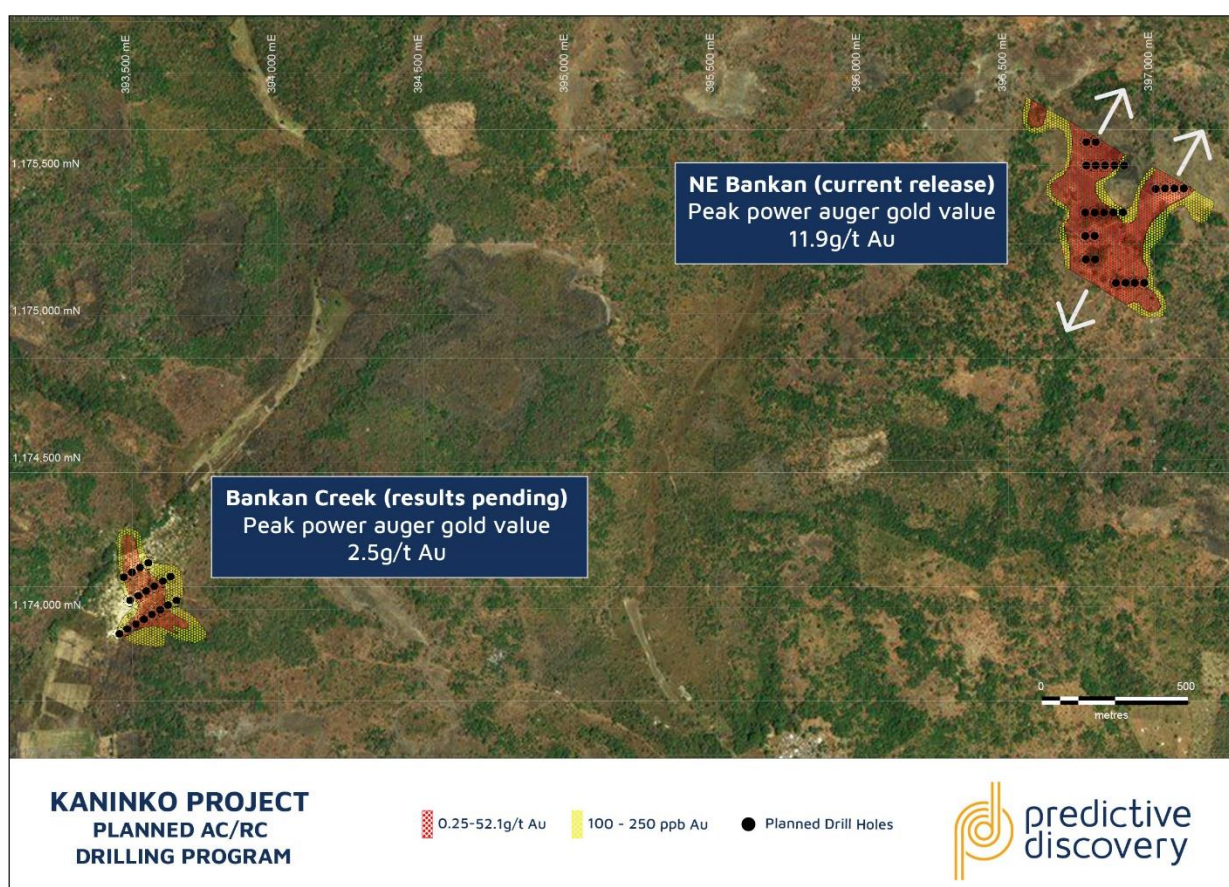 1,176,000 mN
393,500 mE
394,000 mE
394,500 mE
395,000 mE
395,500 mE
396,000 mE
396,500 mE
397,000 mE
1,175,500 mN
NE Bankan (current release)
Peak power auger gold value
11.9g/t Au
1,175,000 mN
1,174,500 mN
Bankan Creek (results pending)
Peak power auger gold value
2.5g/t Au
1,174,000 mN
0 500
metres
KANINKO PROJECT
PLANNED AC/RC
DRILLING PROGRAM
0.25-52.1g/t Au
100 - 250 ppb Au
Planned Drill Holes
predictive
discovery